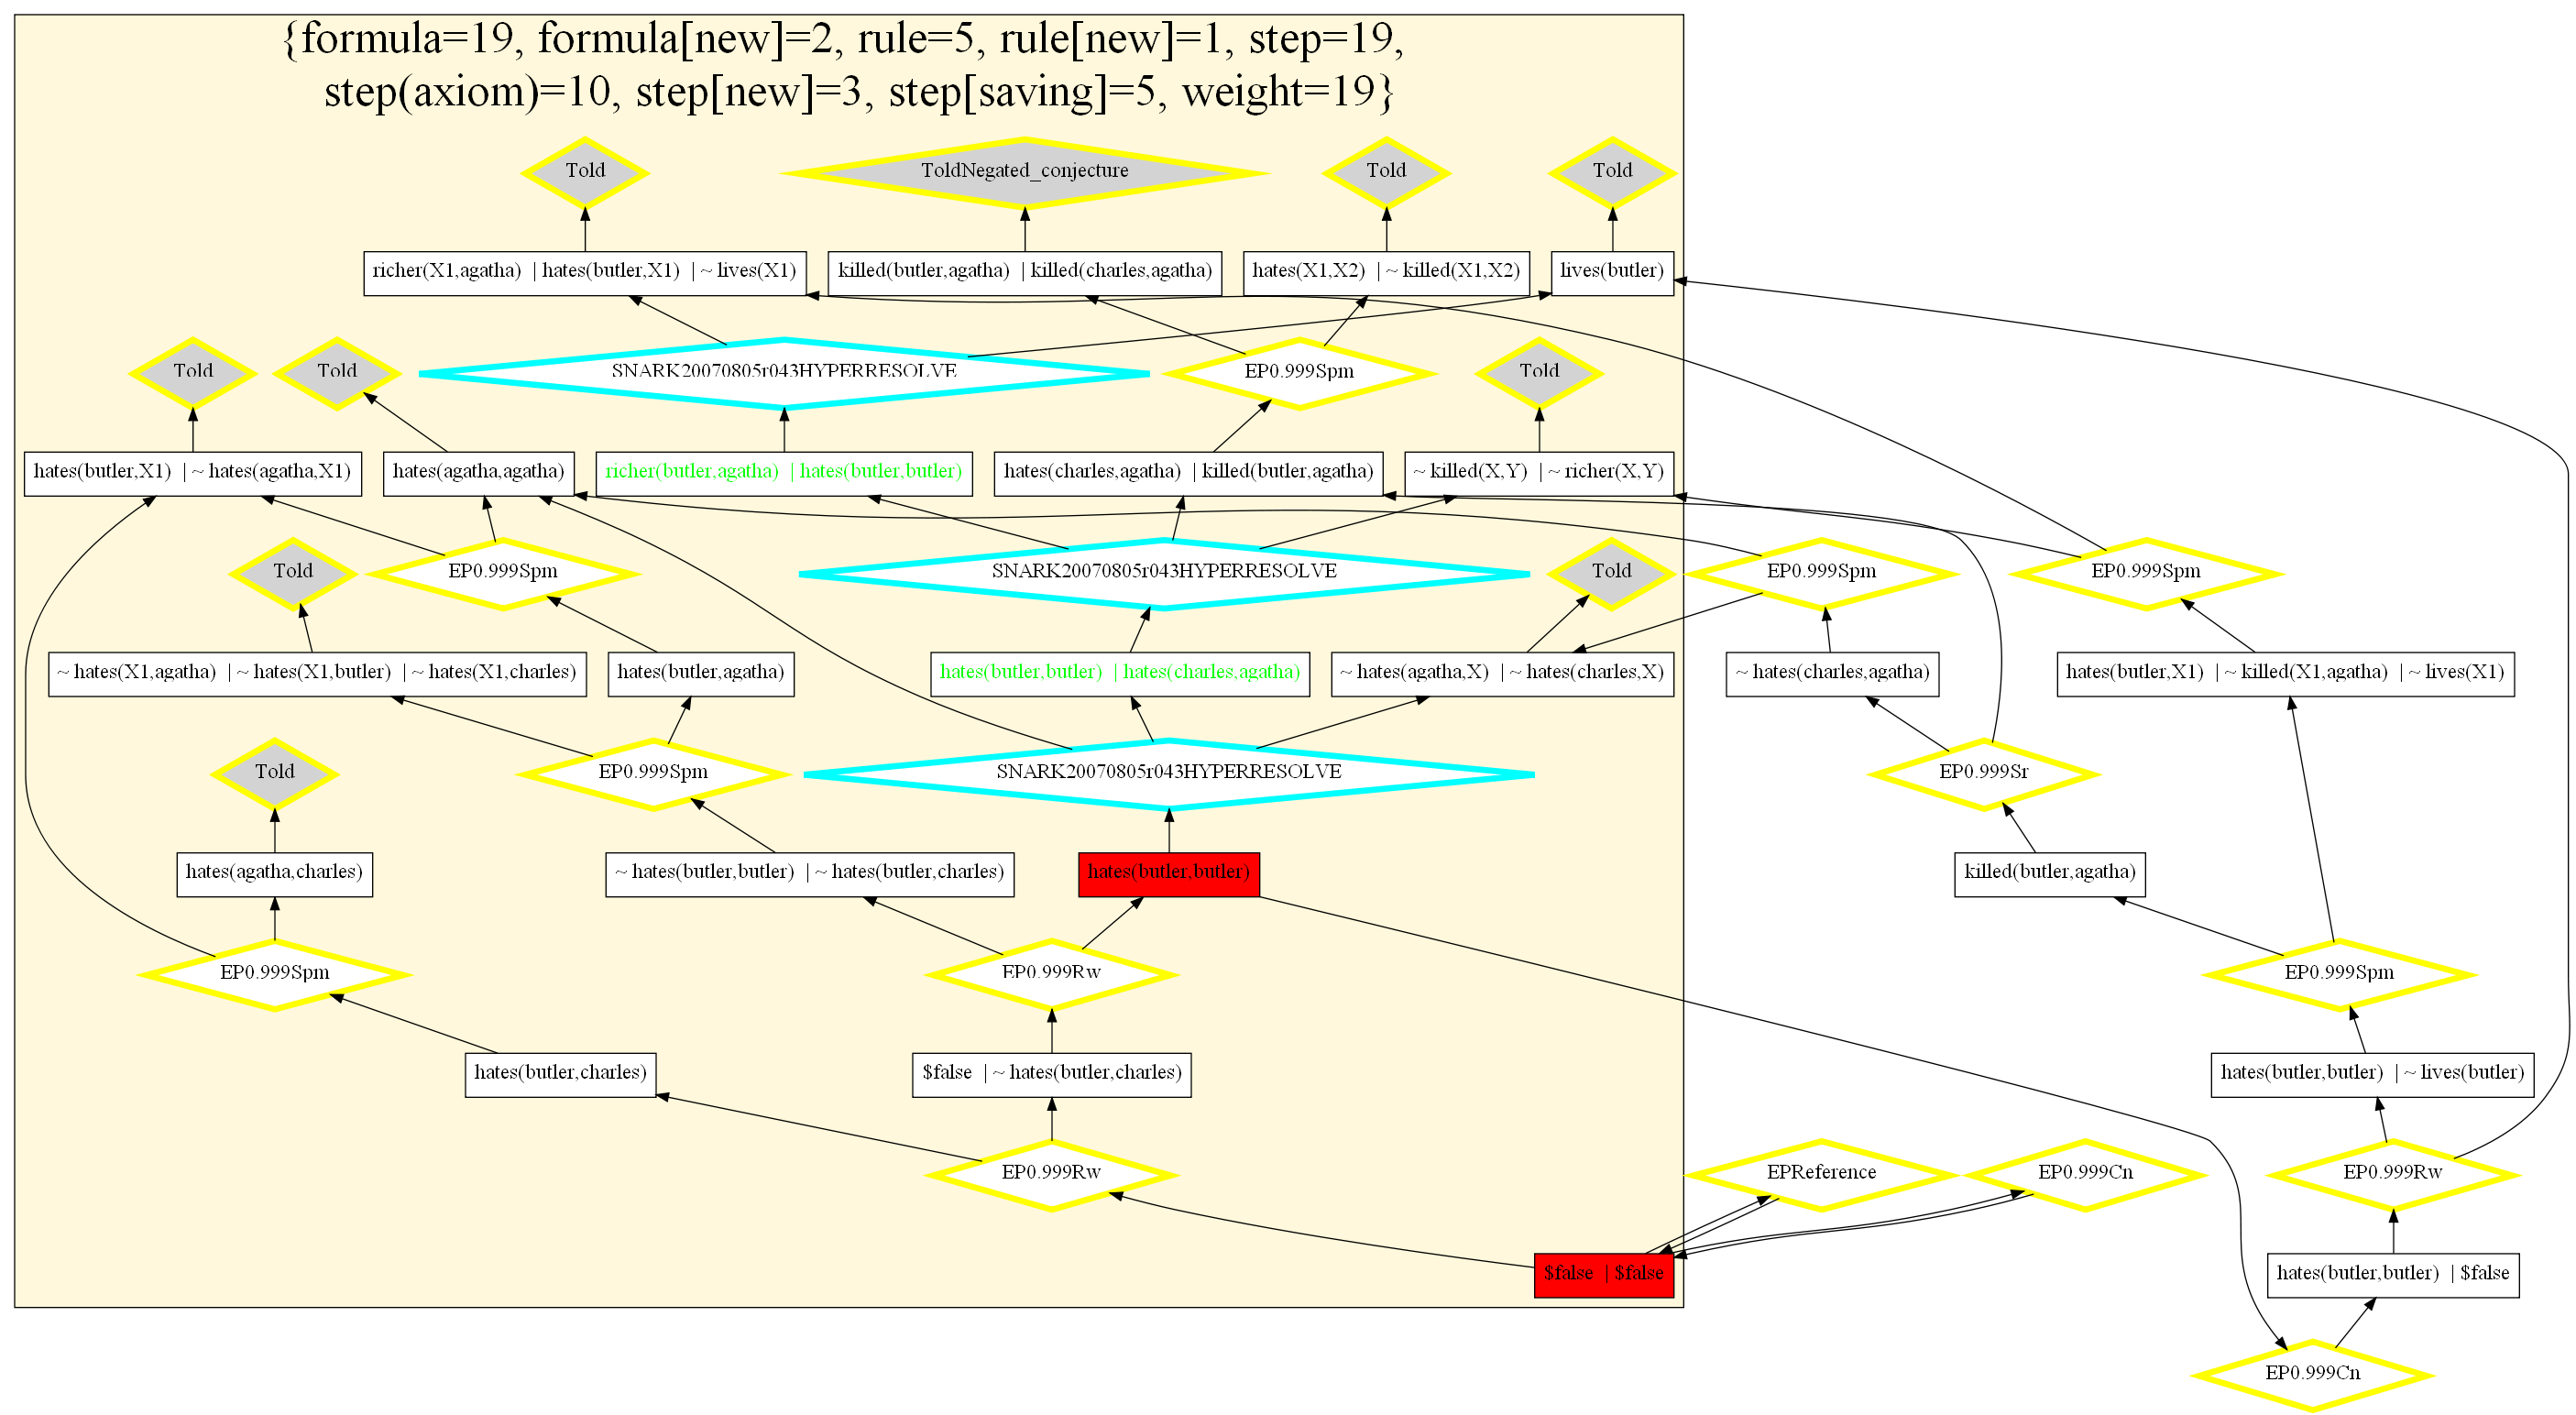 {formula=19, formula[new]=2, rule=5, rule[new]=1, step=19,
step(axiom)=10, step[new]=3, step[saving]=5, weight=19}
Told
ToldNegated_conjecture
Told
Told
richer(X1,agatha) | hates(butler,X1) | ~ lives(X1)
killed(butler,agatha) | killed(charles,agatha)
hates(X1,X2) | ~ killed(X1,X2)
lives(butler)
Told
Told
SNARK20070805r043HYPERRESOLVE
EP0.999Spm
Told
hates(butler,X1) | ~ hates(agatha,X1)
hates(agatha,agatha)
richer(butler,agatha) | hates(butler,butler)
hates(charles,agatha) | killed(butler,agatha)
~ killed(X,Y) | ~ richer(X,Y)
Told
EP0.999Spm
SNARK20070805r043HYPERRESOLVE
Told
EP0.999Spm
EP0.999Spm
~ hates(X1,agatha) | ~ hates(X1,butler) | ~ hates(X1,charles)
hates(butler,agatha)
hates(butler,butler) | hates(charles,agatha)
~ hates(agatha,X) | ~ hates(charles,X)
~ hates(charles,agatha)
hates(butler,X1) | ~ killed(X1,agatha) | ~ lives(X1)
Told
EP0.999Spm
SNARK20070805r043HYPERRESOLVE
EP0.999Sr
hates(agatha,charles)
~ hates(butler,butler) | ~ hates(butler,charles)
hates(butler,butler)
killed(butler,agatha)
EP0.999Spm
EP0.999Rw
EP0.999Spm
hates(butler,charles)
$false | ~ hates(butler,charles)
hates(butler,butler) | ~ lives(butler)
EP0.999Rw
EPReference
EP0.999Cn
EP0.999Rw
$false | $false
hates(butler,butler) | $false
EP0.999Cn